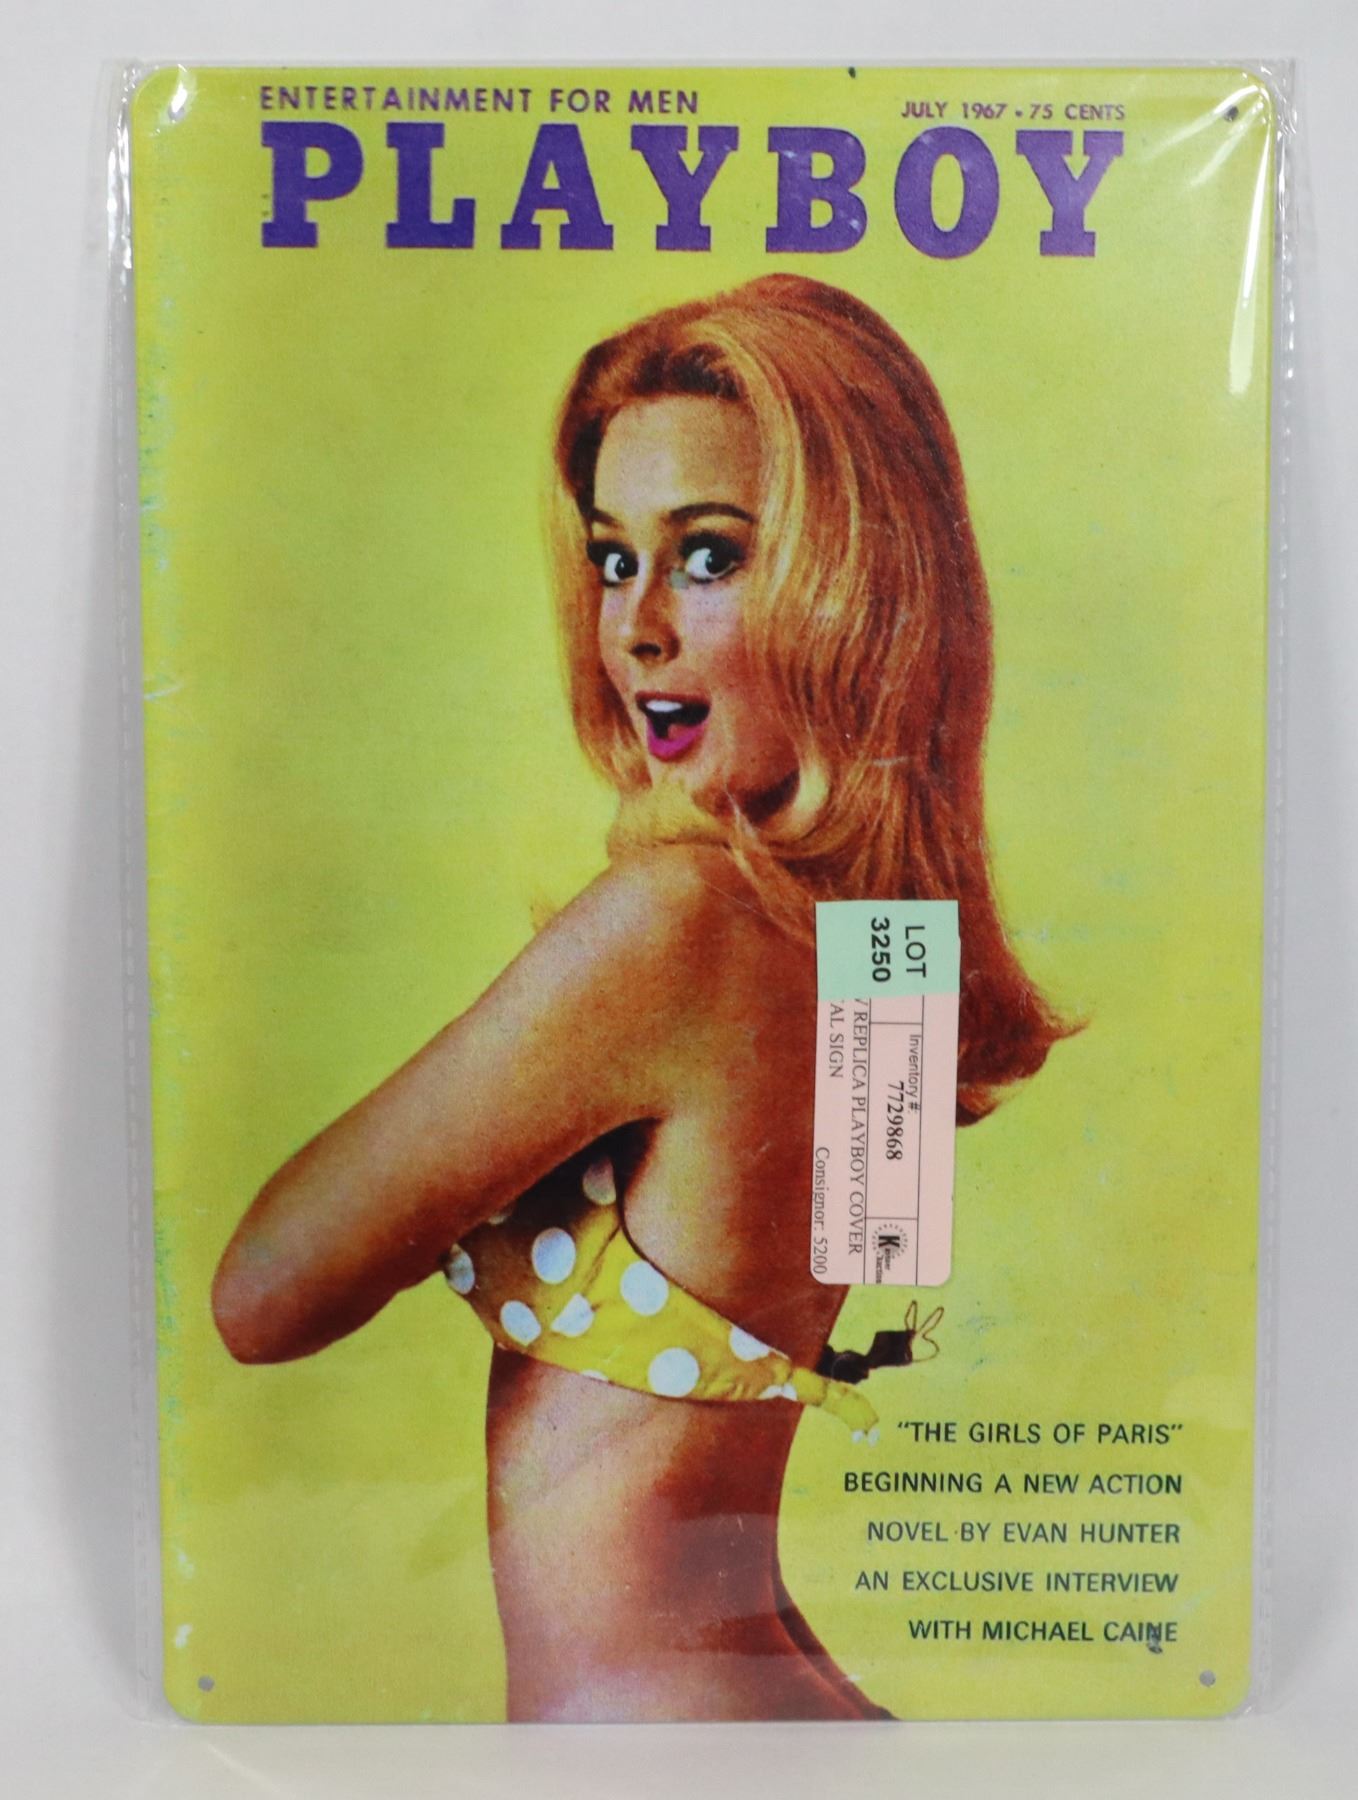 ENTERTAINMENT FOR MEN
JULY 1967 • 75 CENTS
PLAYBOY
LOT
3250
Inventory #:
7729868
REPLICA PLAYBOY COVER
AL SIGN
Consignor: 5200
"THE GIRLS OF PARIS"
BEGINNING A NEW ACTION
NOVEL BY EVAN HUNTER
AN EXCLUSIVE INTERVIEW
WITH MICHAEL CAINE